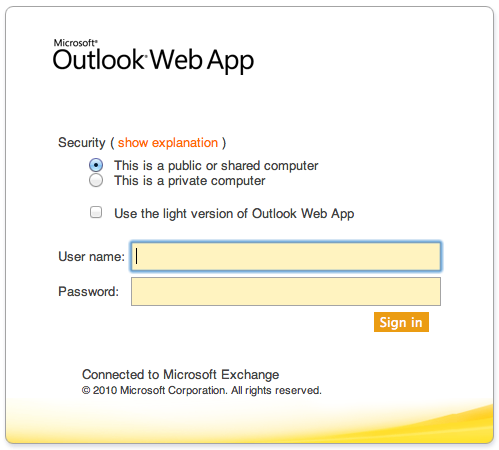 Microsoft®
Outlook® Web App
Security ( show explanation )
This is a public or shared computer
This is a private computer
Use the light version of Outlook Web App
User name:
Password:
Sign in
Connected to Microsoft Exchange
© 2010 Microsoft Corporation. All rights reserved.